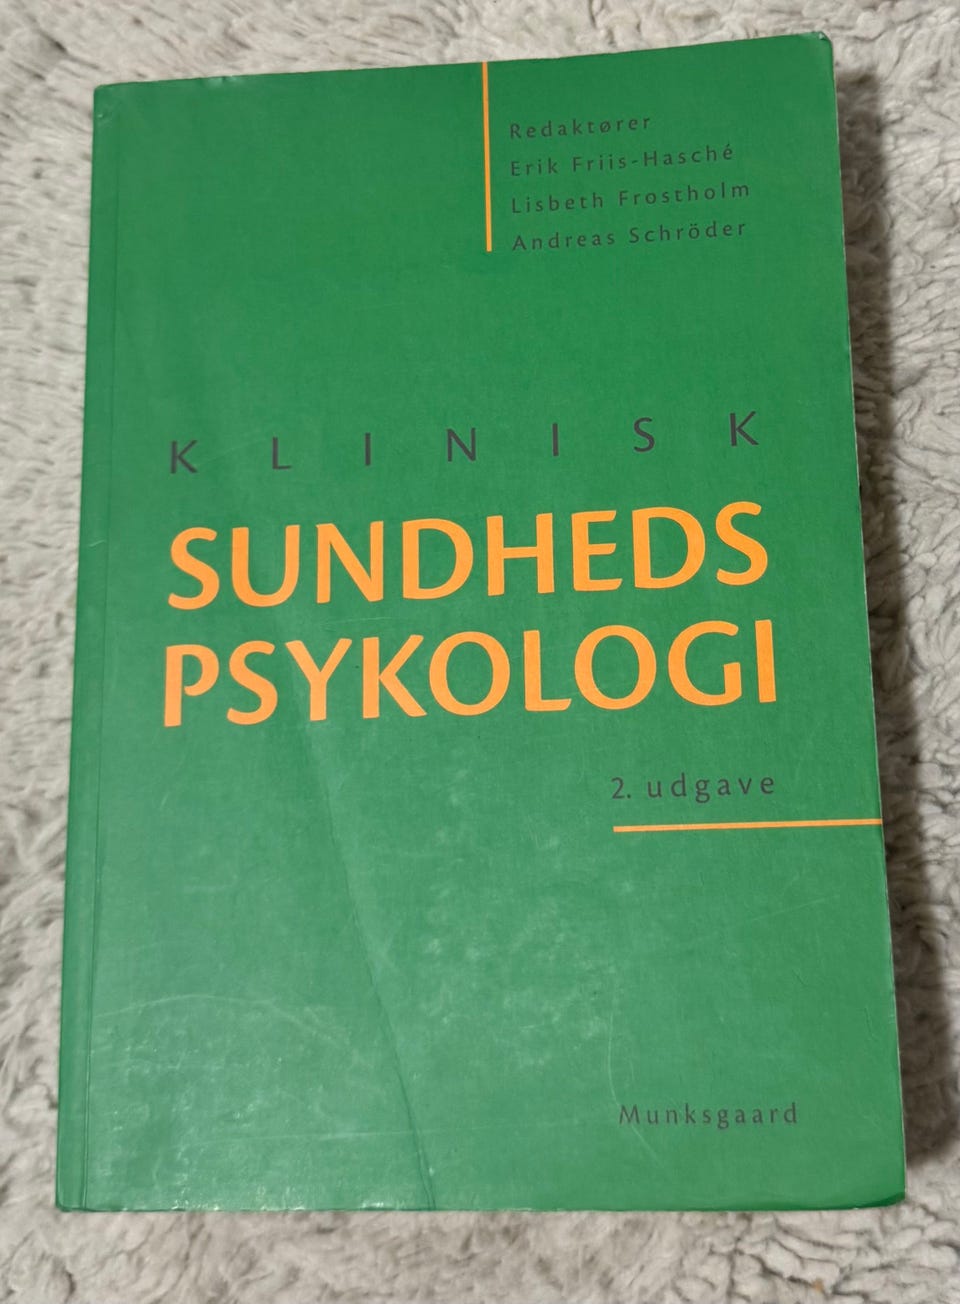 Redaktører
Erik Friis-Hasché
Lisbeth Frostholm
Andreas Schröder
KLINISK
SUNDHEDS
PSYKOLOGI
2. udgave
Munksgaard